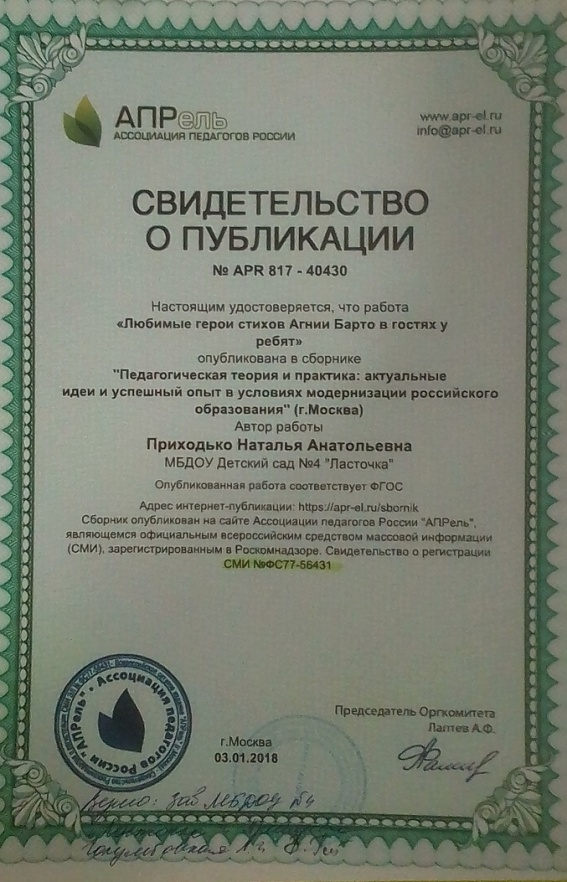 АПРель
АССОЦИАЦИЯ ПЕДАГОГОВ РОССИИ
www.apr-el.ru
info@apr-el.ru
СВИДЕТЕЛЬСТВО
О ПУБЛИКАЦИИ
№ APR 817 - 40430
Настоящим удостоверяется, что работа
«Любимые герои стихов Агнии Барто в гостях у
ребят»
опубликована в сборнике
"Педагогическая теория и практика: актуальные
идеи и успешный опыт в условиях модернизации российского
образования" (г.Москва)
Автор работы
Приходько Наталья Анатольевна
МБДОУ Детский сад №4 "Ласточка"
Опубликованная работа соответствует ФГОС
Адрес интернет-публикации: https://apr-el.ru/sbornik
Сборник опубликован на сайте Ассоциации педагогов России "АПРель",
являющемся официальным всероссийским средством массовой информации
(СМИ), зарегистрированным в Роскомнадзоре. Свидетельство о регистрации
СМИ №ФС77-56431
Ассоциация педагогов России "АПРель"
Председатель Оргкомитета
Лаптев А.Ф.
г.Москва
03.01.2018
Верно: зав МБДОУ №4